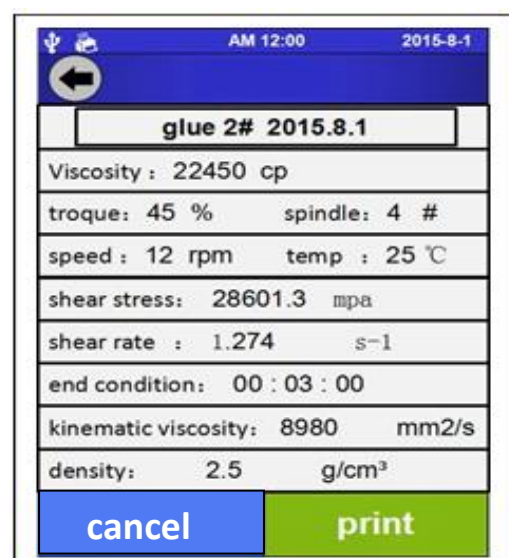 AM 12:00 2015-8-1
glue 2# 2015.8.1
Viscosity : 22450 cp
troque: 45 % spindle: 4 #
speed : 12 rpm temp : 25 ℃
shear stress: 28601.3 mpa
shear rate : 1.274 s-1
end condition: 00 : 03 : 00
kinematic viscosity: 8980 mm2/s
density: 2.5 g/cm³
cancel print